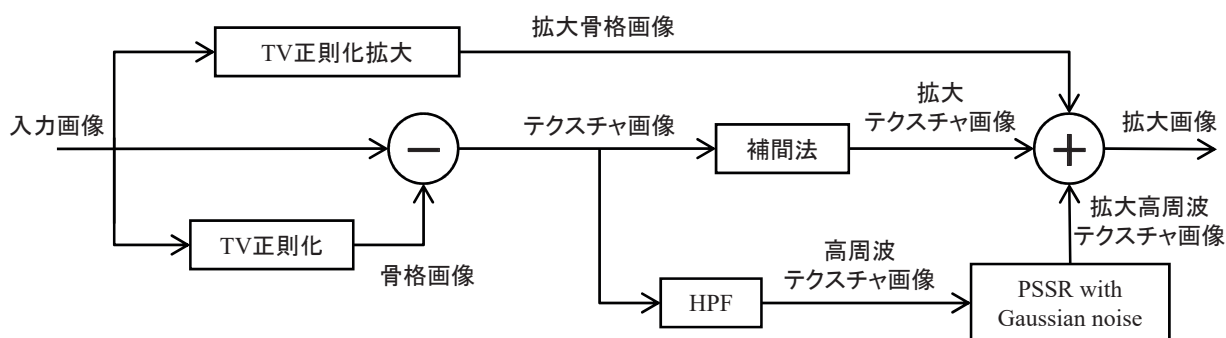 拡大骨格画像
TV正則化拡大
入力画像
テクスチャ画像
拡大
テクスチャ画像
拡大画像
−
補間法
+
TV正則化
骨格画像
高周波
テクスチャ画像
拡大高周波
テクスチャ画像
HPF
PSSR with
Gaussian noise